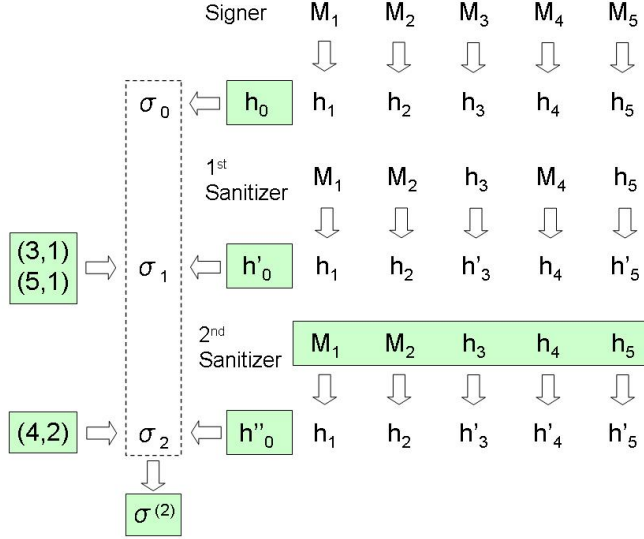 Signer M₁ M₂ M₃ M₄ M₅
σ₀ h₀ h₁ h₂ h₃ h₄ h₅
1st
Sanitizer M₁ M₂ h₃ M₄ h₅
(3,1)
(5,1)
σ₁ h'₀ h₁ h₂ h'₃ h₄ h'₅
2nd
Sanitizer M₁ M₂ h₃ h₄ h₅
(4,2) σ₂ h''₀ h₁ h₂ h'₃ h'₄ h'₅
σ⁽²⁾